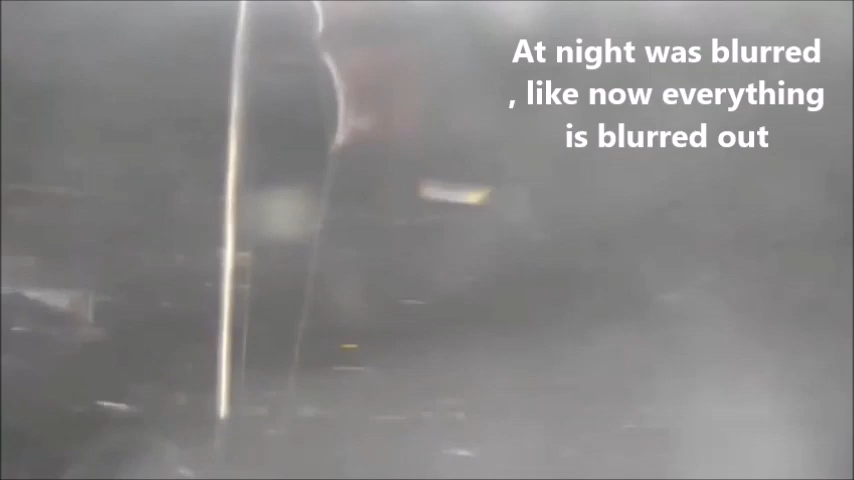 At night was blurred
, like now everything
is blurred out